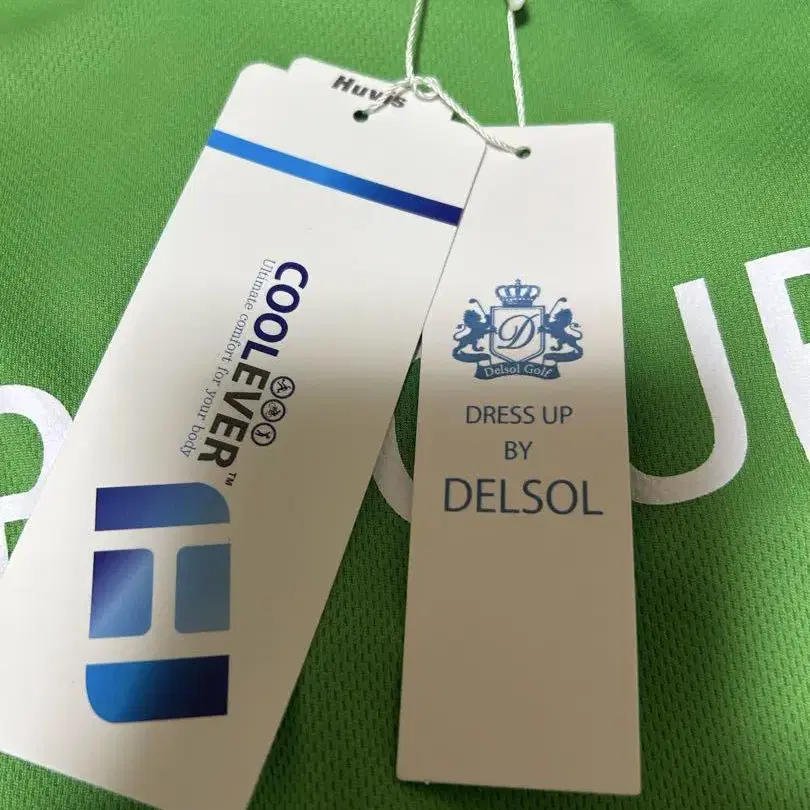 Huvis
COOLEVER™
Ultimate comfort for your body
D
Delsol Golf
DRESS UP
BY
DELSOL